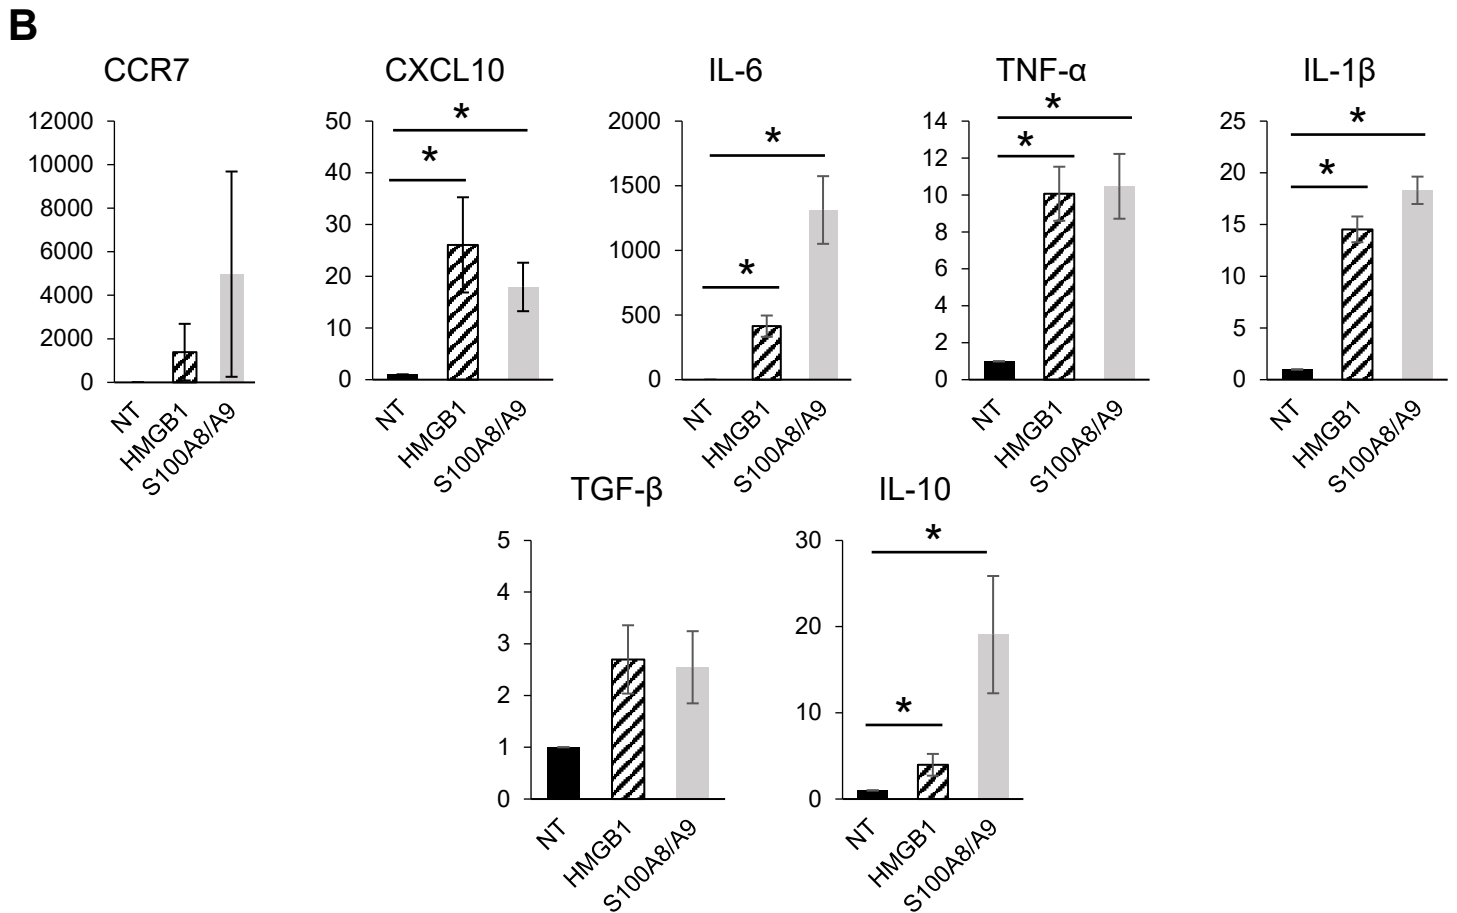 B
CCR7
CXCL10
IL-6
TNF-α
IL-1β
12000
10000
8000
6000
4000
2000
0
NT
HMGB1
S100A8/A9
50
40
30
20
10
0
*
*
NT
HMGB1
S100A8/A9
2000
1500
1000
500
0
*
*
NT
HMGB1
S100A8/A9
14
12
10
8
6
4
2
0
*
*
NT
HMGB1
S100A8/A9
25
20
15
10
5
0
*
*
NT
HMGB1
S100A8/A9
TGF-β
5
4
3
2
1
0
NT
HMGB1
S100A8/A9
IL-10
30
20
10
0
*
*
NT
HMGB1
S100A8/A9